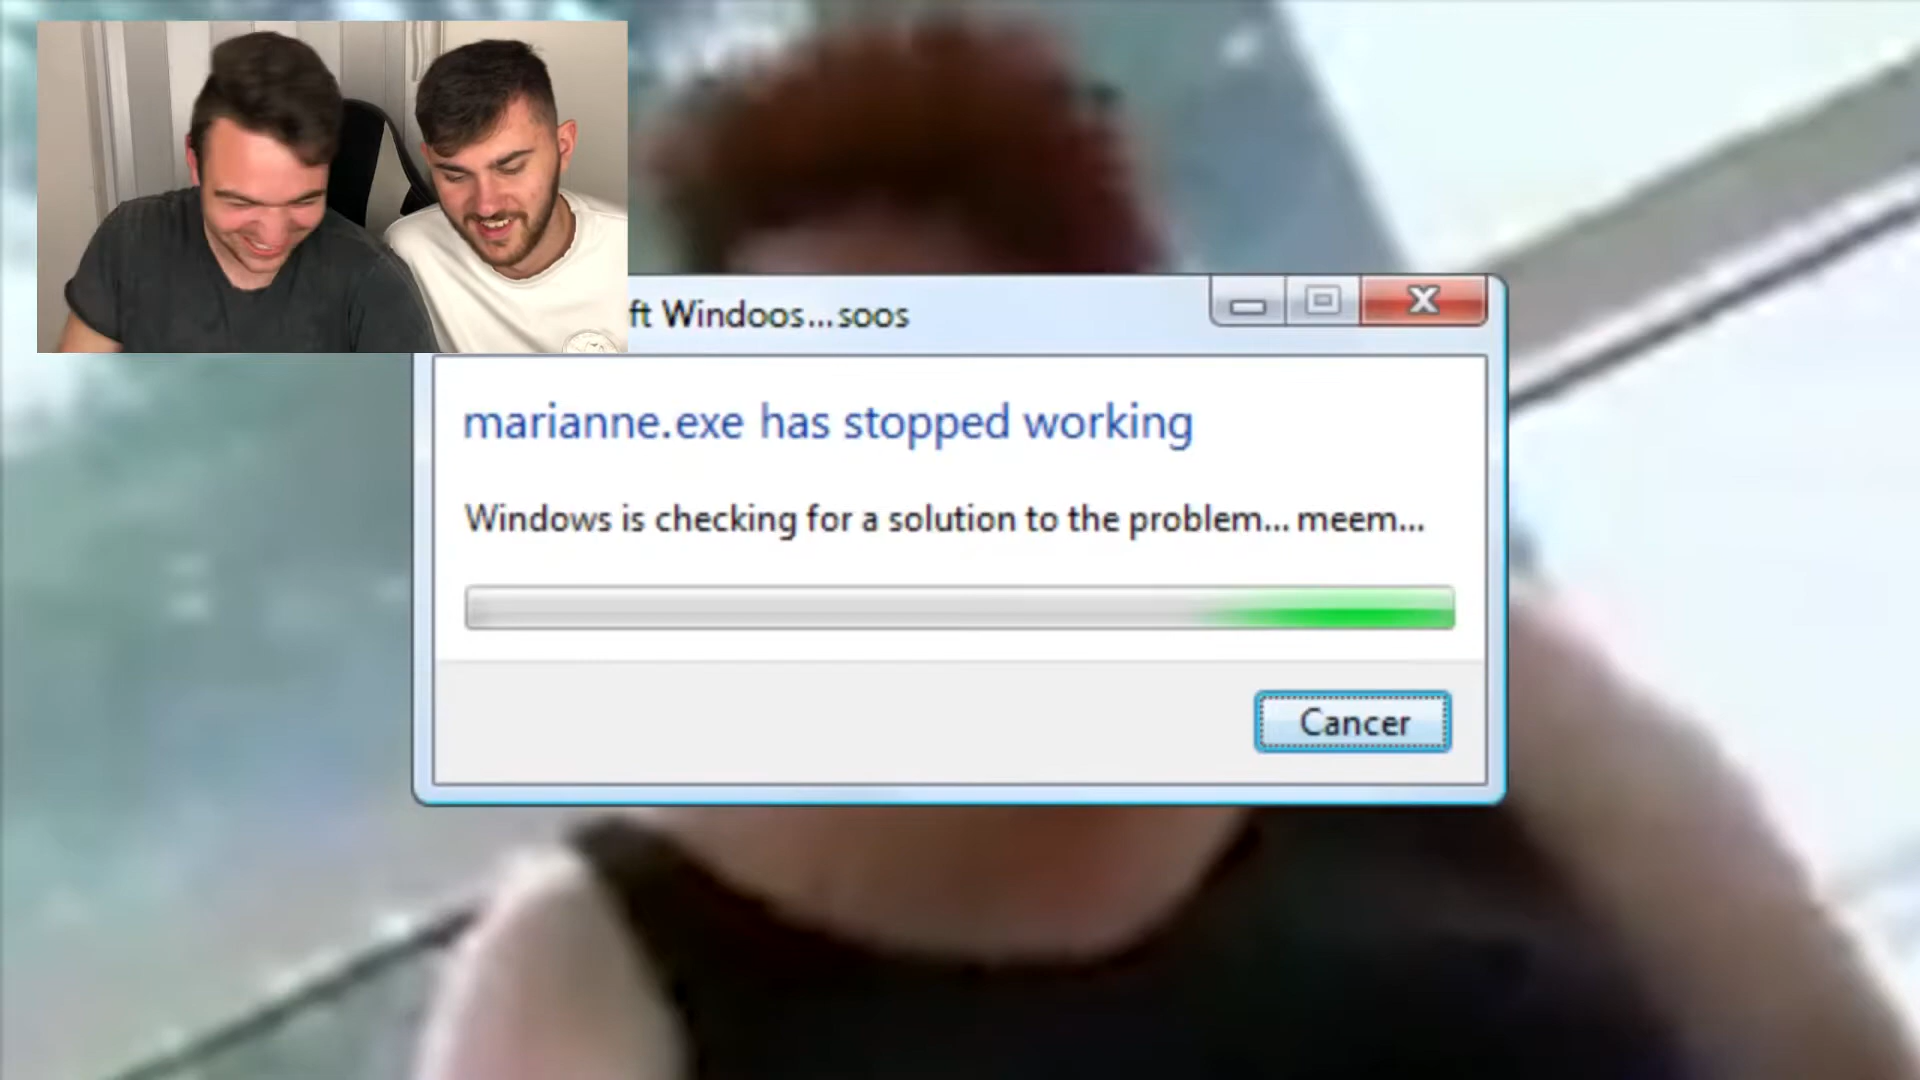 ft Windoos...soos
marianne.exe has stopped working
Windows is checking for a solution to the problem... meem...
Cancer